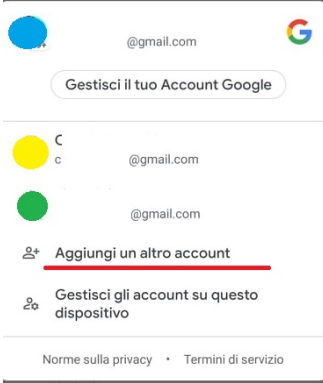 @gmail.com
Gestisci il tuo Account Google
C
c @gmail.com
@gmail.com
Aggiungi un altro account
Gestisci gli account su questo
dispositivo
Norme sulla privacy • Termini di servizio